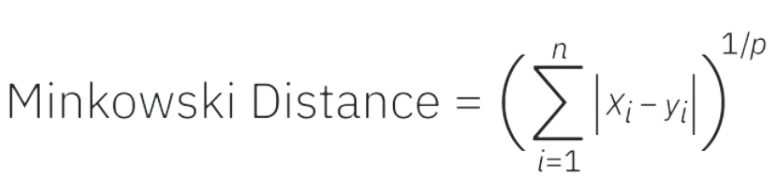 Minkowski Distance = (∑_{i=1}^{n} |x_i − y_i|)^{1/p}